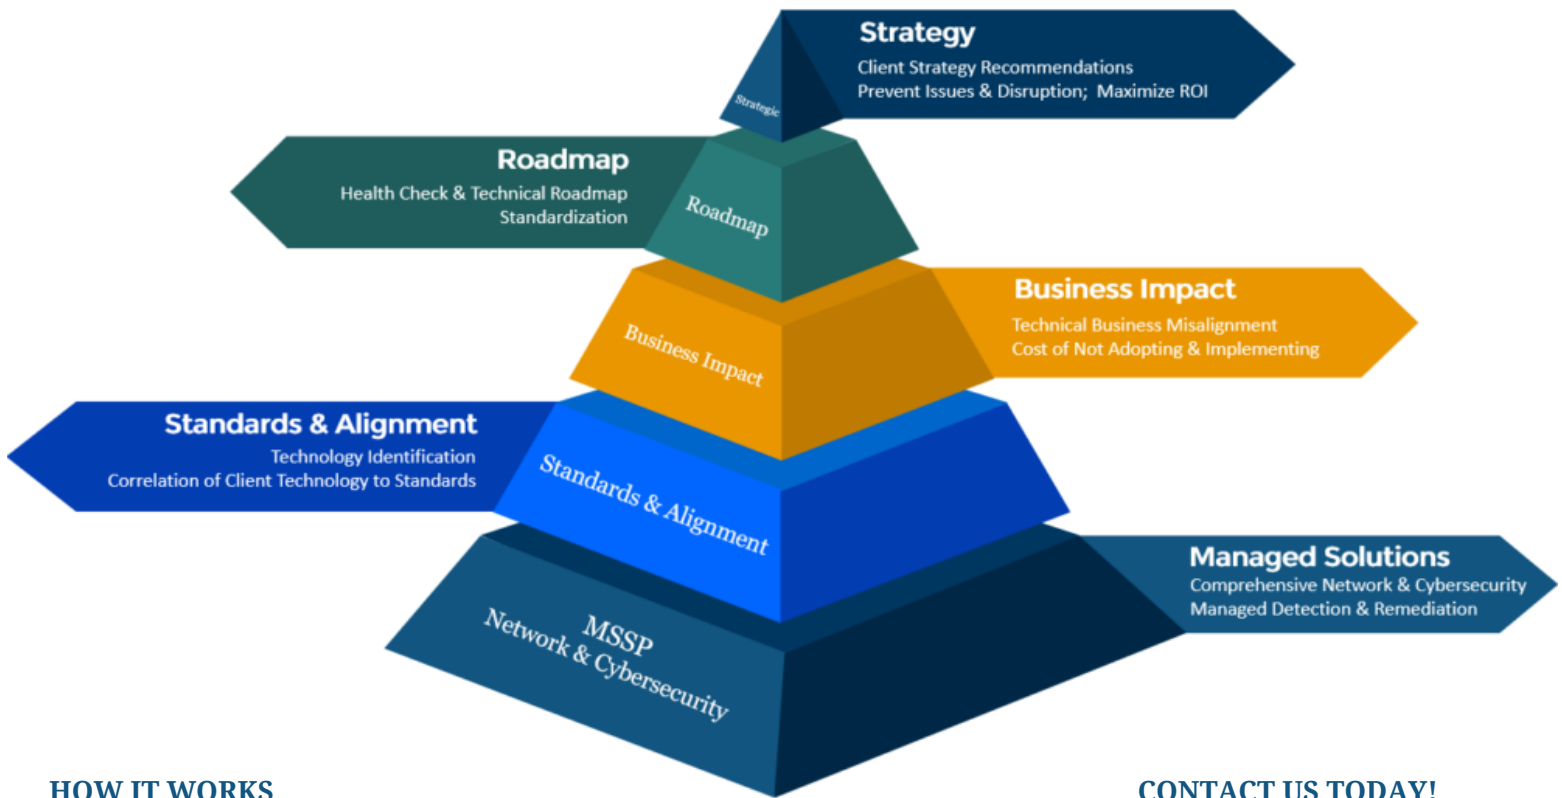 Strategy
Client Strategy Recommendations
Prevent Issues & Disruption; Maximize ROI
Strategic
Roadmap
Health Check & Technical Roadmap
Standardization
Roadmap
Business Impact
Technical Business Misalignment
Cost of Not Adopting & Implementing
Business Impact
Standards & Alignment
Technology Identification
Correlation of Client Technology to Standards
Standards & Alignment
Managed Solutions
Comprehensive Network & Cybersecurity
Managed Detection & Remediation
MSSP
Network & Cybersecurity
HOW IT WORKS
CONTACT US TODAY!